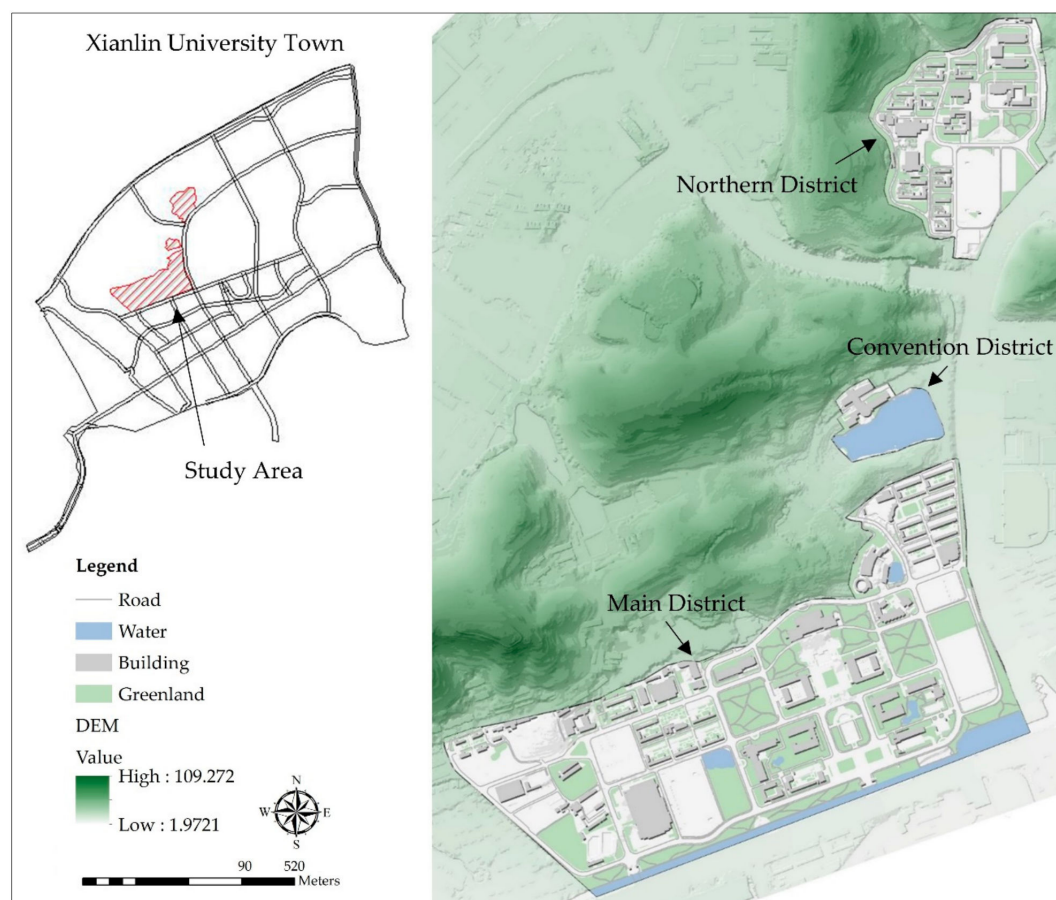 Xianlin University Town
Study Area
Northern District
Convention District
Main District
Legend
Road
Water
Building
Greenland
DEM
Value
High : 109.272
Low : 1.9721
N
W E
S
90 520
Meters